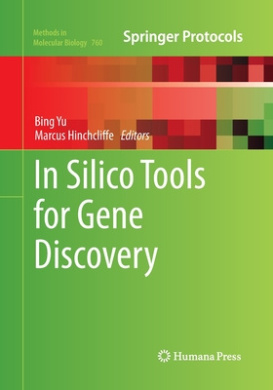 Methods in
Molecular Biology 760
Springer Protocols
Bing Yu
Marcus Hinchcliffe Editors
In Silico Tools
for Gene
Discovery
Humana Press